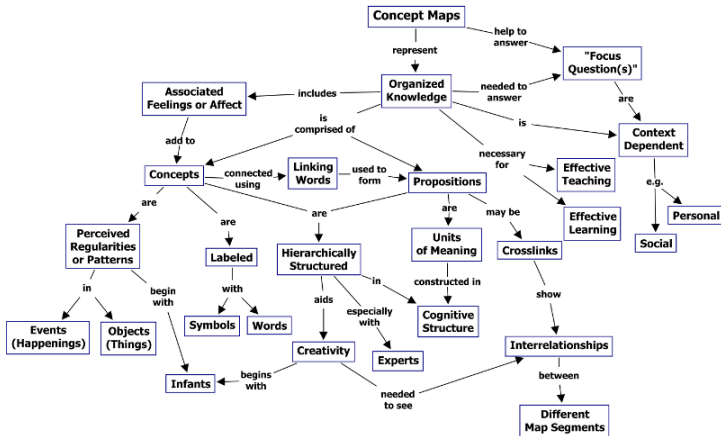 Concept Maps
help to
answer
represent
"Focus
Question(s)"
Associated
Feelings or Affect
includes
Organized
Knowledge
needed to
answer
are
is
comprised of
is
Context
Dependent
add to
necessary
for
Concepts
connected
using
Linking
Words
used to
form
Propositions
Effective
Teaching
e.g.
are
are
are
are
may be
Effective
Learning
Personal
Perceived
Regularities
or Patterns
Labeled
Hierarchically
Structured
Units
of Meaning
Crosslinks
Social
in
begin
with
with
aids
in
constructed in
show
especially
with
Events
(Happenings)
Objects
(Things)
Symbols
Words
Cognitive
Structure
Creativity
Experts
Interrelationships
Infants
begins
with
needed
to see
between
Different
Map Segments